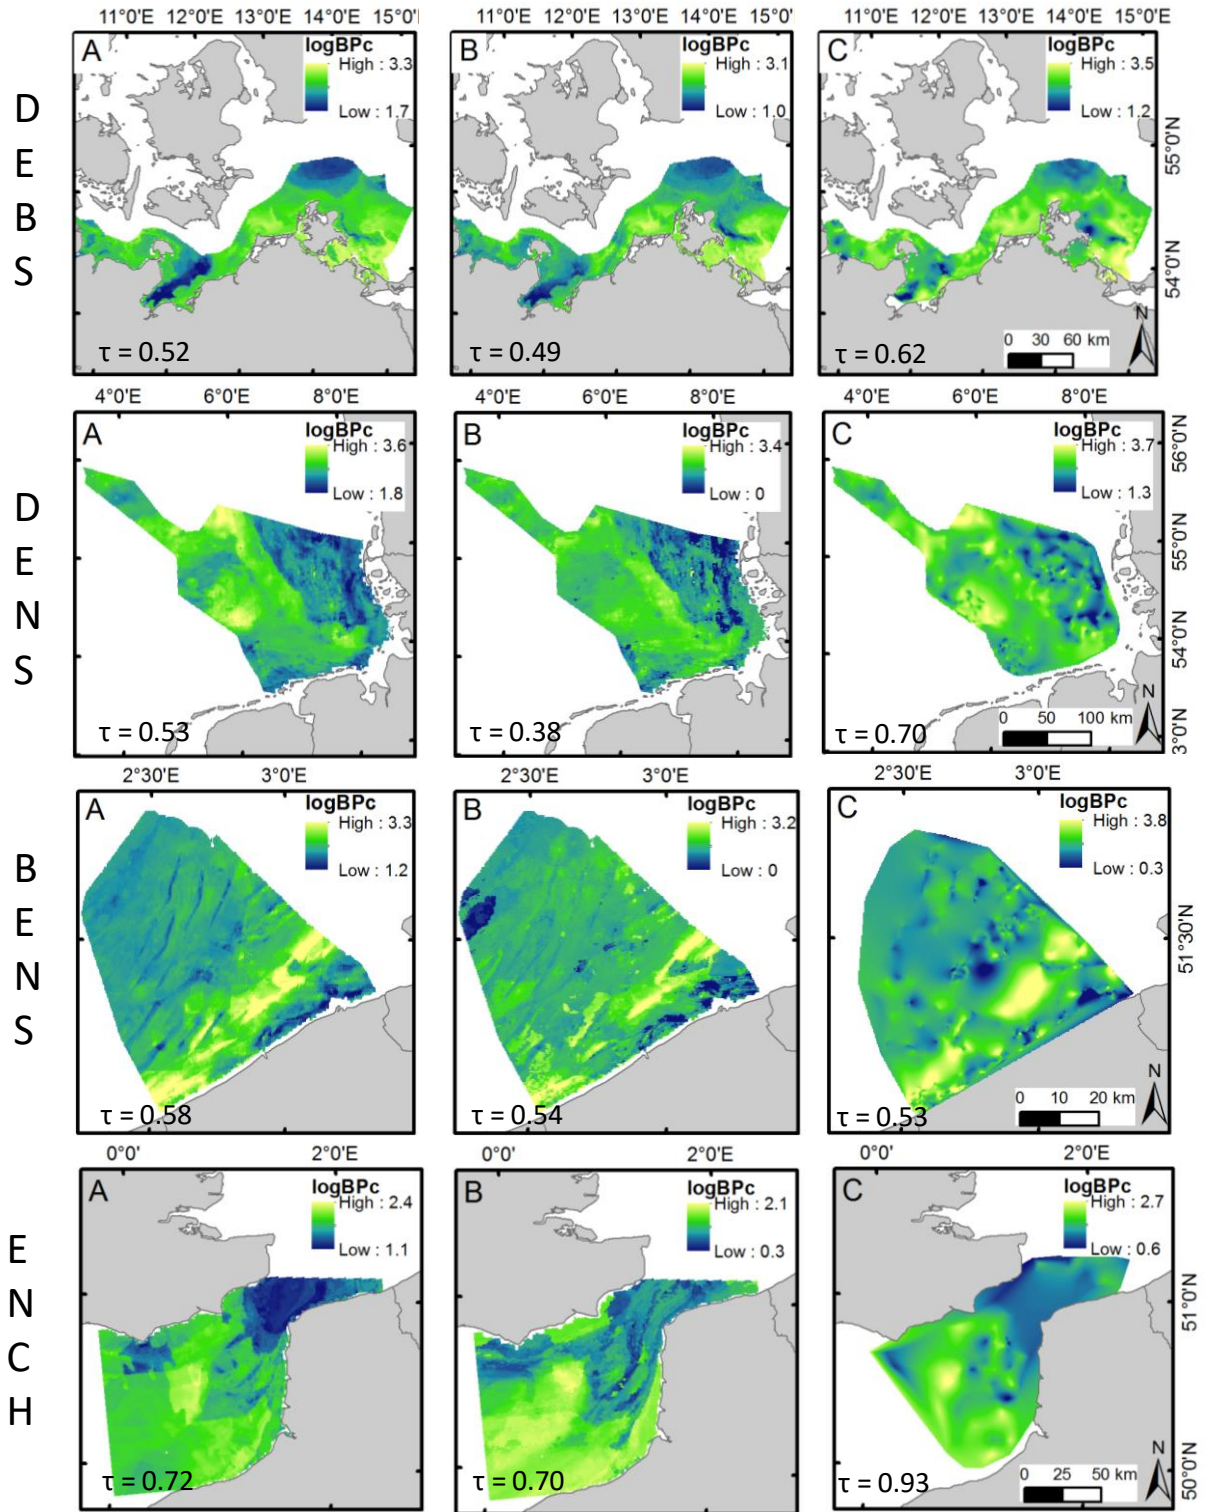 11°0'E 12°0'E 13°0'E 14°0'E 15°0'
11°0'E 12°0'E 13°0'E 14°0'E 15°0'
11°0'E 12°0'E 13°0'E 14°0'E 15°0'E
D
E
B
S
A
logBPc
High : 3.3
Low : 1.7
τ = 0.52
B
logBPc
High : 3.1
Low : 1.0
τ = 0.49
C
logBPc
High : 3.5
Low : 1.2
τ = 0.62
N
0 30 60 km
55°0'N
54°0'N
4°0'E 6°0'E 8°0'E
4°0'E 6°0'E 8°0'E
4°0'E 6°0'E 8°0'E
D
E
N
S
A
logBPc
High : 3.6
Low : 1.8
τ = 0.53
B
logBPc
High : 3.4
Low : 0
τ = 0.38
C
logBPc
High : 3.7
Low : 1.3
τ = 0.70
N
0 50 100 km
56°0'N
55°0'N
54°0'N
3°0'N
2°30'E 3°0'E
2°30'E 3°0'E
2°30'E 3°0'E
B
E
N
S
A
logBPc
High : 3.3
Low : 1.2
τ = 0.58
B
logBPc
High : 3.2
Low : 0
τ = 0.54
C
logBPc
High : 3.8
Low : 0.3
τ = 0.53
N
0 10 20 km
51°30'N
0°0' 2°0'E
0°0' 2°0'E
0°0' 2°0'E
E
N
C
H
A
logBPc
High : 2.4
Low : 1.1
τ = 0.72
B
logBPc
High : 2.1
Low : 0.3
τ = 0.70
C
logBPc
High : 2.7
Low : 0.6
τ = 0.93
N
0 25 50 km
51°0'N
50°0'N